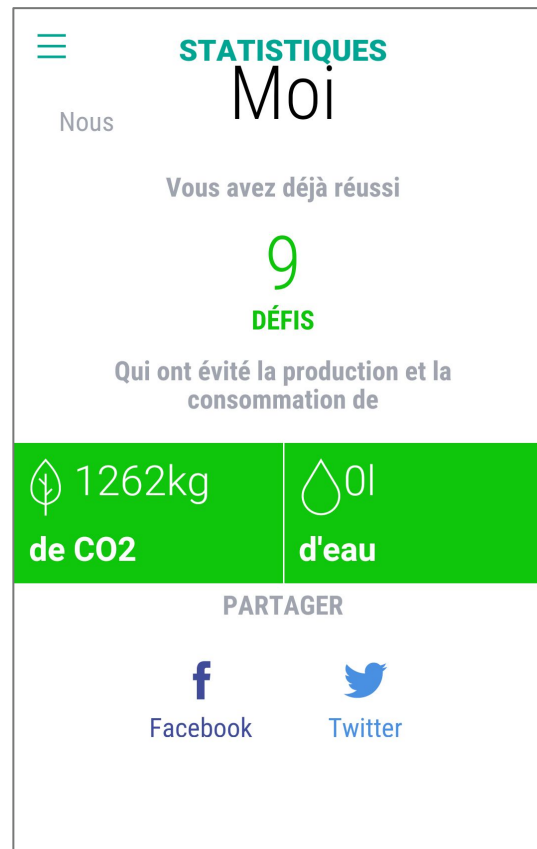 STATISTIQUES
Moi
Nous
Vous avez déjà réussi
9
DÉFIS
Qui ont évité la production et la
consommation de
1262kg
de CO2
0l
d'eau
PARTAGER
Facebook
Twitter